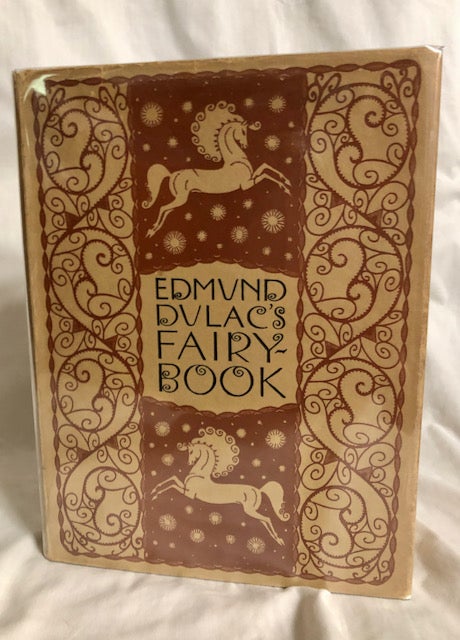 EDMVND
DVLAC'S
FAIRY-
BOOK